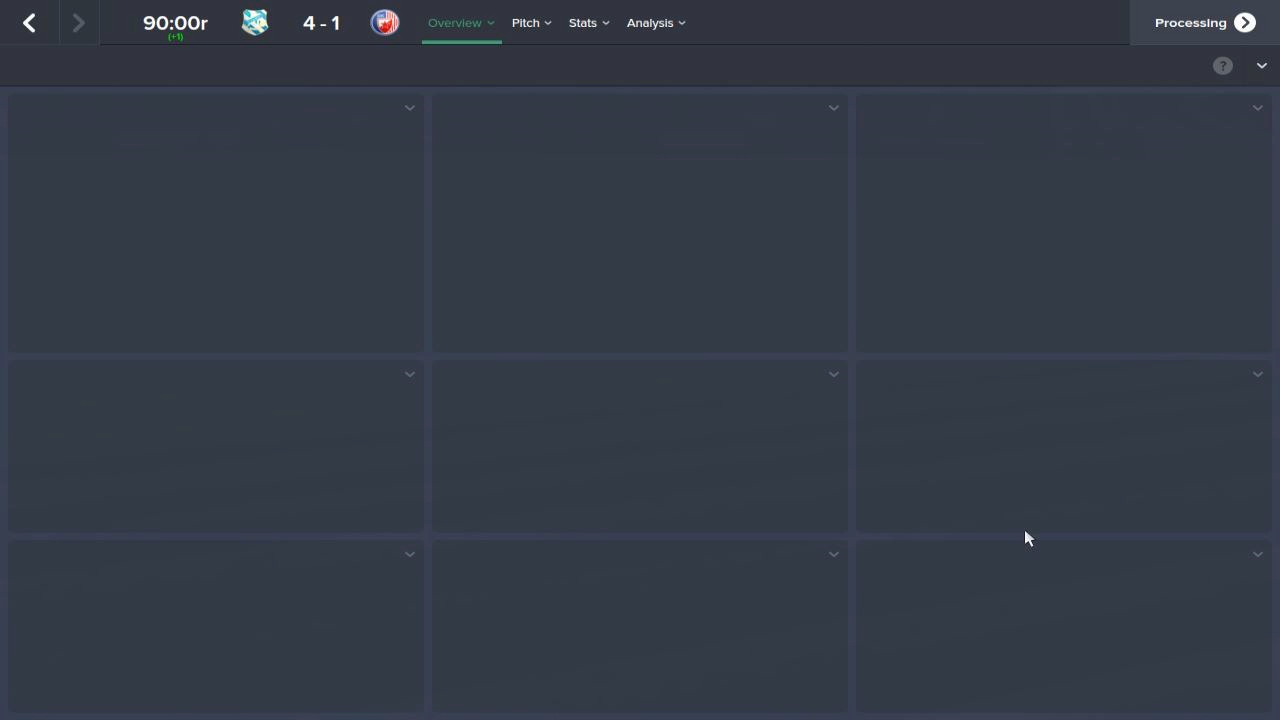 90:00r
(+1)
4 - 1
Overview
Pitch
Stats
Analysis
Processing
?